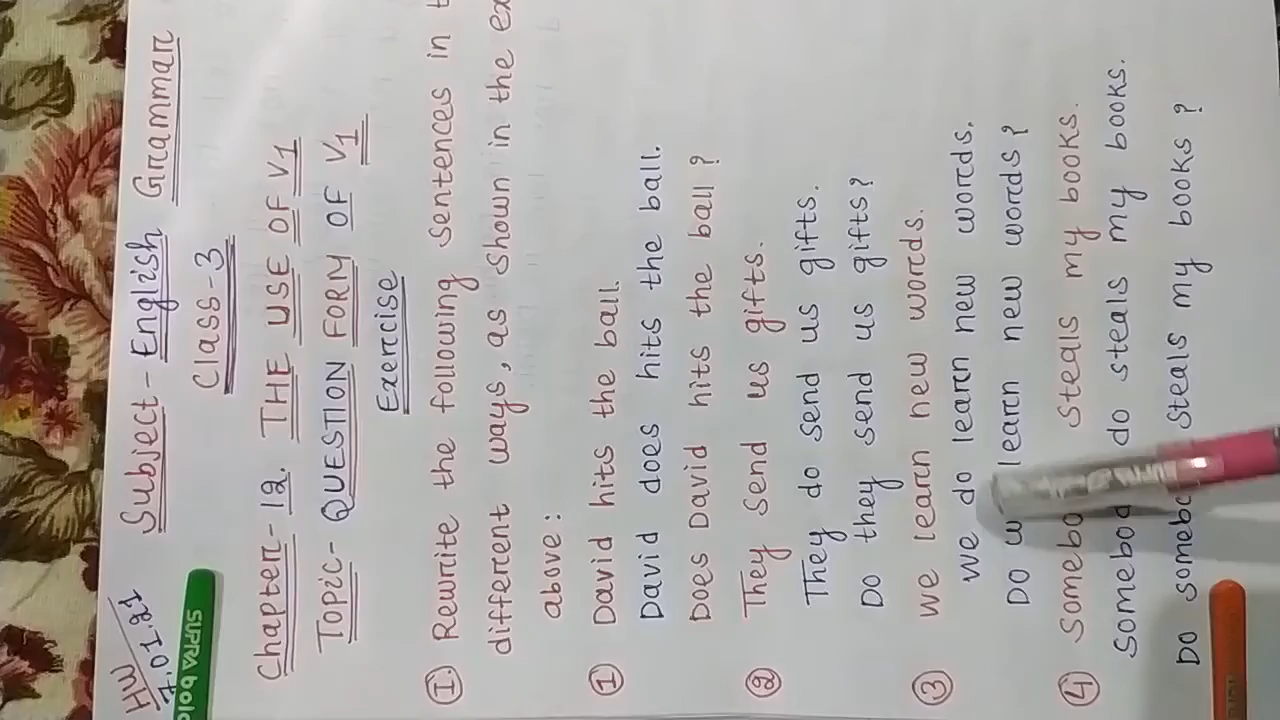 HW
7.01.21
Subject - English Grammar
Class-3
Chapter-12. THE USE OF V1
TOPIC- QUESTION FORM OF V1
Exercise
I Rewrite the following sentences in
different ways, as shown in the
above:
1 David hits the ball.
David does hits the ball.
Does David hits the ball?
2 They send us gifts.
They do send us gifts.
Do they send us gifts?
3 We learn new words.
We do learn new words.
Do learn new words?
4 steals my books.
do steals my books.
Do steals my books?
SUPRA